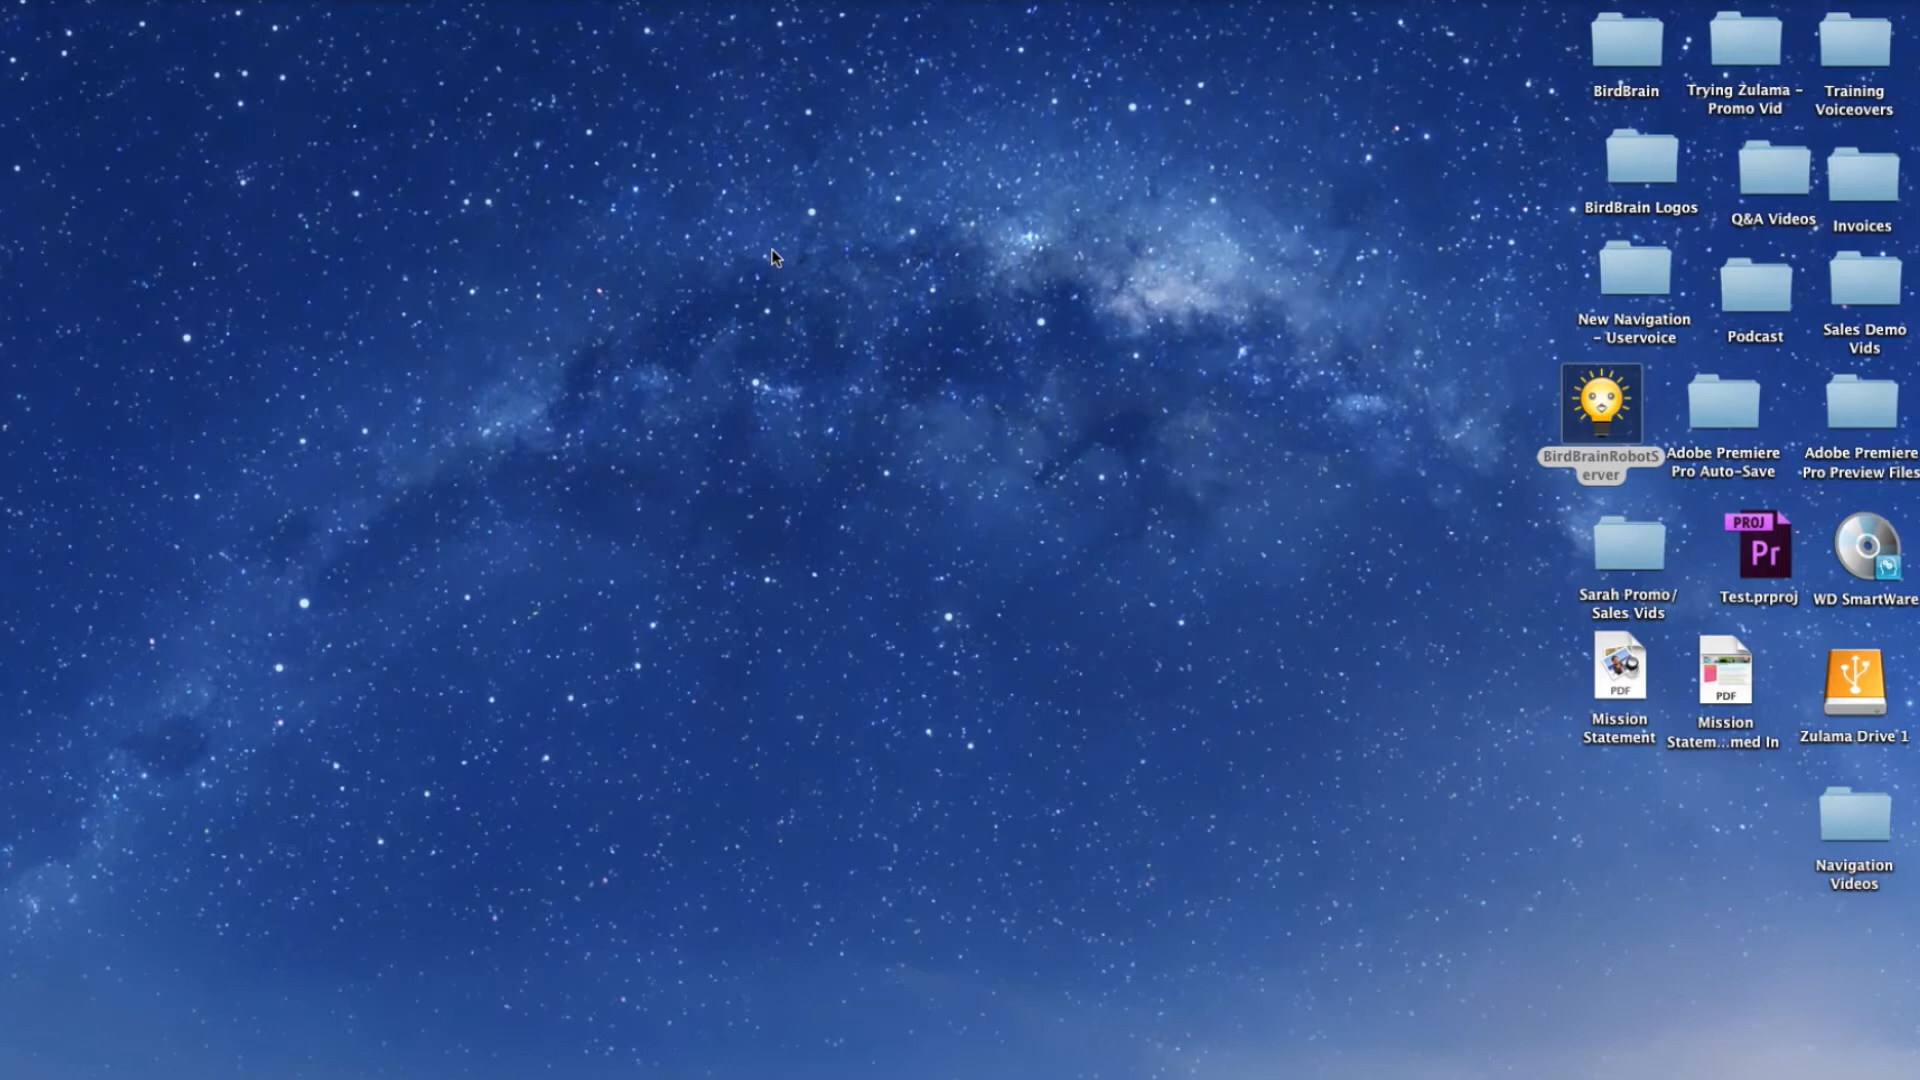 BirdBrain
Trying Zulama -
Promo Vid
Training
Voiceovers
BirdBrain Logos
Q&A Videos
Invoices
New Navigation
- Uservoice
Podcast
Sales Demo
Vids
BirdBrainRobotS
erver
Adobe Premiere
Pro Auto-Save
Adobe Premiere
Pro Preview Files
Sarah Promo/
Sales Vids
PROJ
Pr
Test.prproj
WD SmartWare
PDF
Mission
Statement
PDF
Mission
Statem...med In
Zulama Drive 1
Navigation
Videos